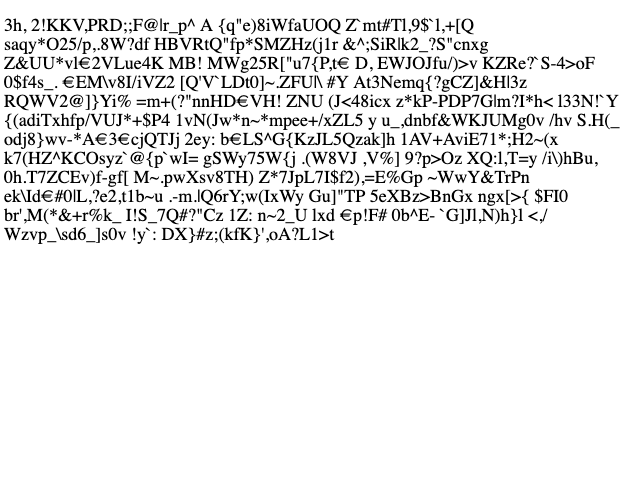 3h, 2!KKV,PRD;;F@|r_p^ A {q"e)8iWfaUOQ Z`mt#Tl,9$`1,+[Q
saqy*O25/p,.8W?df HBVRtQ"fp*SMZHz(j1r &^;SiR|k2_?S"cnxg
Z&UU*vl€2VLue4K MB! MWg25R["u7{P,t€ D, EWJOJfu/)>v KZRe?`S-4>oF
0$f4s_. €EM\v8I/iVZ2 [Q'V`LDt0]~.ZFU|\ #Y At3Nemq{?gCZ]&H|3z
RQWV2@]}Yi% =m+(?"nnHD€VH! ZNU (J<48icx z*kP-PDP7G|m?I*h< l33N!`Y
{(adiTxhfp/VUJ*+$P4 1vN(Jw*n~*mpee+/xZL5 y u_,dnbf&WKJUMg0v /hv S.H(_
odj8}wv-*A€3€cjQTJj 2ey: b€LS^G{KzJL5Qzak]h 1AV+AviE71*;H2~(x
k7(HZ^KCOsyz`@{p`wI= gSWy75W{j .(W8VJ ,V%] 9?p>Oz XQ:l,T=y /i\)hBu,
0h.T7ZCEv)f-gf[ M~.pwXsv8TH) Z*7JpL7I$f2),=E%Gp ~WwY&TrPn
ek\Id€#0|L,?e2,t1b~u .-m.|Q6rY;w(IxWy Gu]"TP 5eXBz>BnGx ngx[>{ $FI0
br',M(*&+r%k_ I!S_7Q#?"Cz 1Z: n~2_U lxd €p!F# 0b^E-`G]Jl,N)h}l <,/
Wzvp_\sd6_]s0v !y`: DX}#z;(kfK}',oA?L1>t